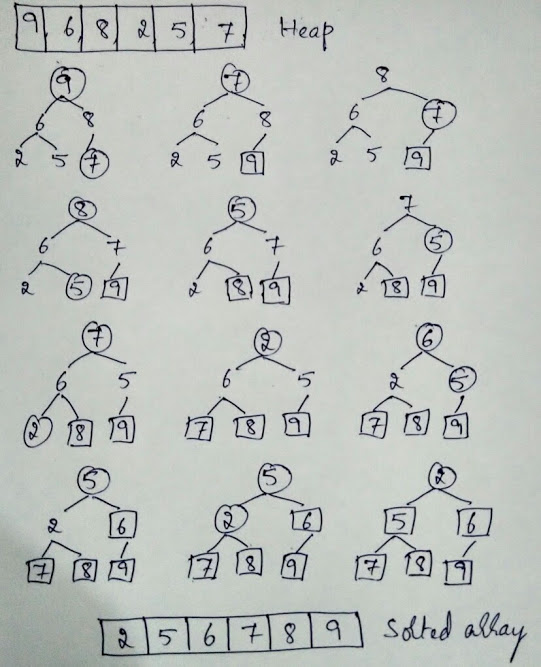 9 6 8 2 5 7 Heap
9 7 8
6 8 6 8 6 7
2 5 7 2 5 9 2 5 9
8 5 7
6 7 6 7 6 5
2 5 9 2 8 9 2 8 9
7 2 6
6 5 6 5 2 5
2 8 9 7 8 9 7 8 9
5 5 2
2 6 2 6 5 6
7 8 9 7 8 9 7 8 9
2 5 6 7 8 9 Sorted array